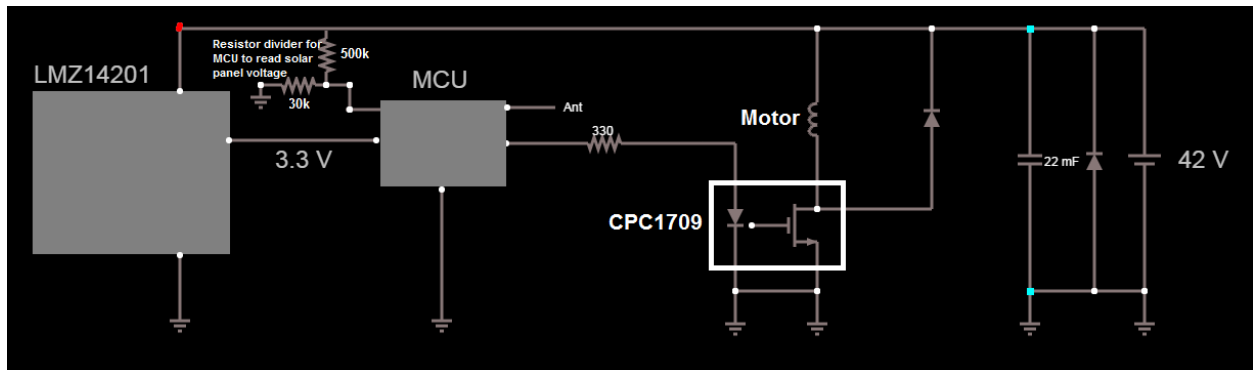 Resistor divider for
MCU to read solar
panel voltage
500k
30k
LMZ14201
MCU
Ant
3.3 V
330
Motor
CPC1709
22 mF
42 V